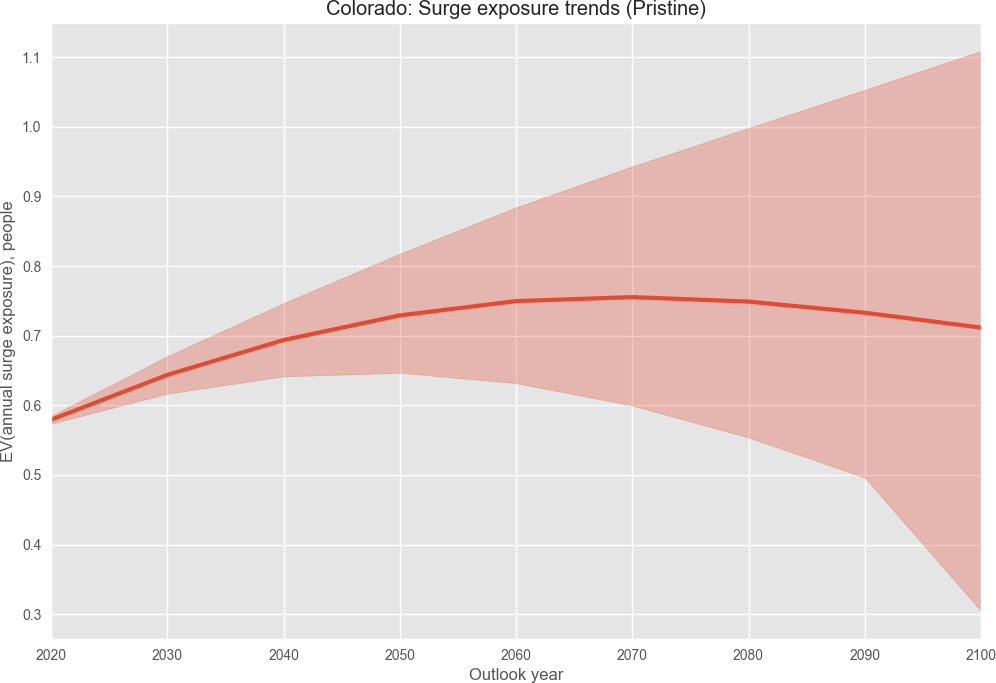 Colorado: Surge exposure trends (Pristine)
EV(annual surge exposure), people
1.1
1.0
0.9
0.8
0.7
0.6
0.5
0.4
0.3
2020 2030 2040 2050 2060 2070 2080 2090 2100
Outlook year